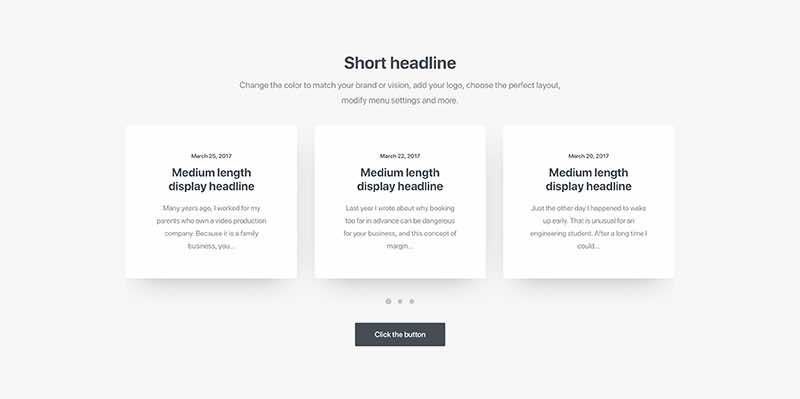 Short headline
Change the color to match your brand or vision, add your logo, choose the perfect layout,
modify menu settings and more.
March 25, 2017
Medium length
display headline
Many years ago, I worked for my
parents who own a video production
company. Because it is a family
business, you...
March 22, 2017
Medium length
display headline
Last year I wrote about why booking
too far in advance can be dangerous
for your business, and this concept of
margin...
March 20, 2017
Medium length
display headline
Just the other day I happened to wake
up early. That is unusual for an
engineering student. After a long time I
could...
Click the button